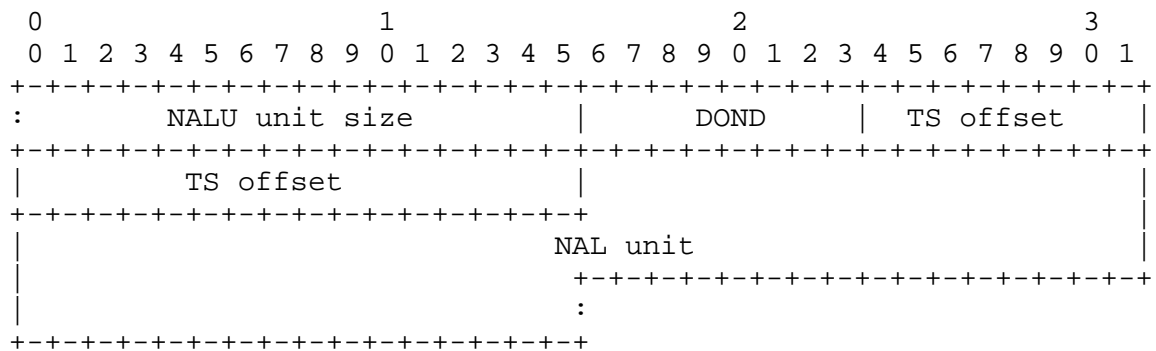 0                   1                   2                   3
0 1 2 3 4 5 6 7 8 9 0 1 2 3 4 5 6 7 8 9 0 1 2 3 4 5 6 7 8 9 0 1
+-+-+-+-+-+-+-+-+-+-+-+-+-+-+-+-+-+-+-+-+-+-+-+-+-+-+-+-+-+-+-+-+
:        NALU unit size         |      DOND     |  TS offset    |
+-+-+-+-+-+-+-+-+-+-+-+-+-+-+-+-+-+-+-+-+-+-+-+-+-+-+-+-+-+-+-+-+
|         TS offset             |                               |
+-+-+-+-+-+-+-+-+-+-+-+-+-+-+-+-+                               |
|                              NAL unit                         |
|                               +-+-+-+-+-+-+-+-+-+-+-+-+-+-+-+-+
|                               :
+-+-+-+-+-+-+-+-+-+-+-+-+-+-+-+-+